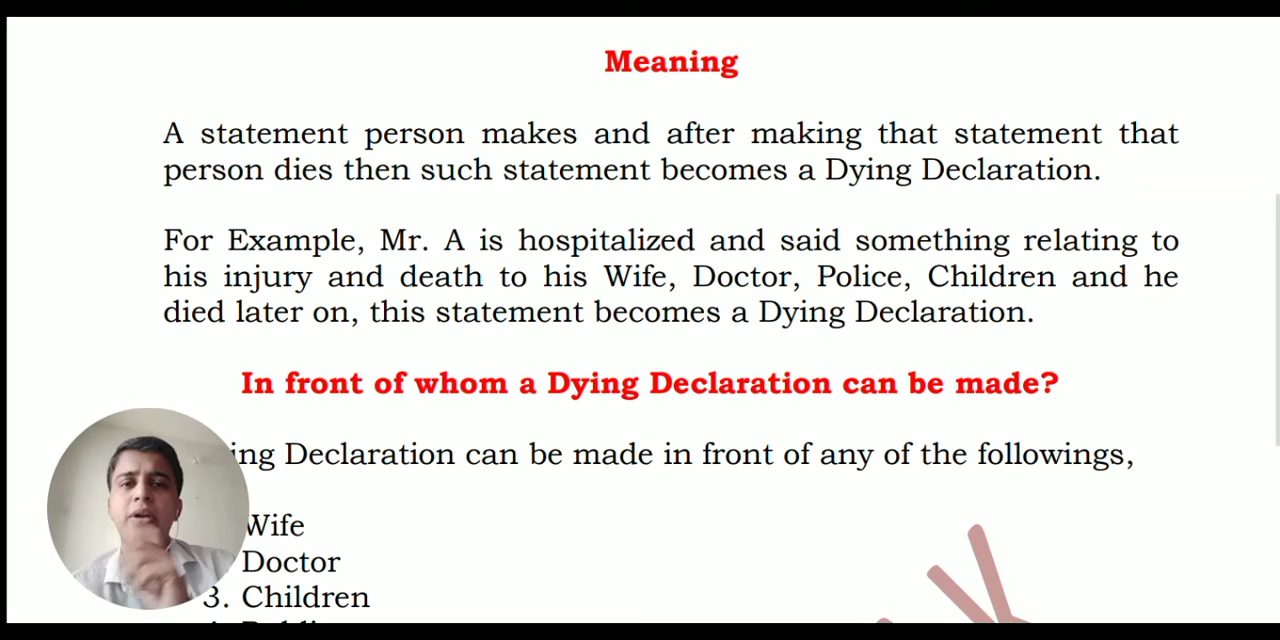 Meaning
A statement person makes and after making that statement that
person dies then such statement becomes a Dying Declaration.
For Example, Mr. A is hospitalized and said something relating to
his injury and death to his Wife, Doctor, Police, Children and he
died later on, this statement becomes a Dying Declaration.
In front of whom a Dying Declaration can be made?
ing Declaration can be made in front of any of the followings,
Wife
Doctor
3. Children